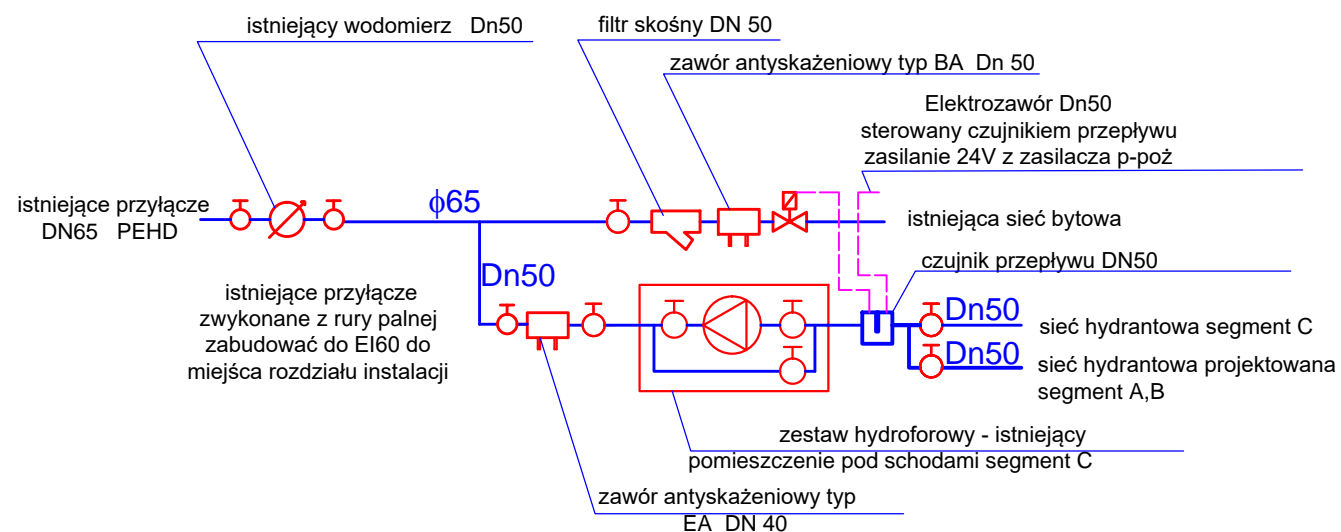 istniejący wodomierz Dn50
filtr skośny DN 50
zawór antyskażeniowy typ BA Dn 50
Elektrozawór Dn50
sterowany czujnikiem przepływu
zasilanie 24V z zasilacza p-poż
istniejące przyłącze
DN65 PEHD
ϕ65
istniejąca sieć bytowa
czujnik przepływu DN50
Dn50
istniejące przyłącze
zwykonane z rury palnej
zabudować do EI60 do
miejśca rozdziału instalacji
Dn50
sieć hydrantowa segment C
Dn50
sieć hydrantowa projektowana
segment A,B
zestaw hydroforowy - istniejący
pomieszczenie pod schodami segment C
zawór antyskażeniowy typ
EA DN 40